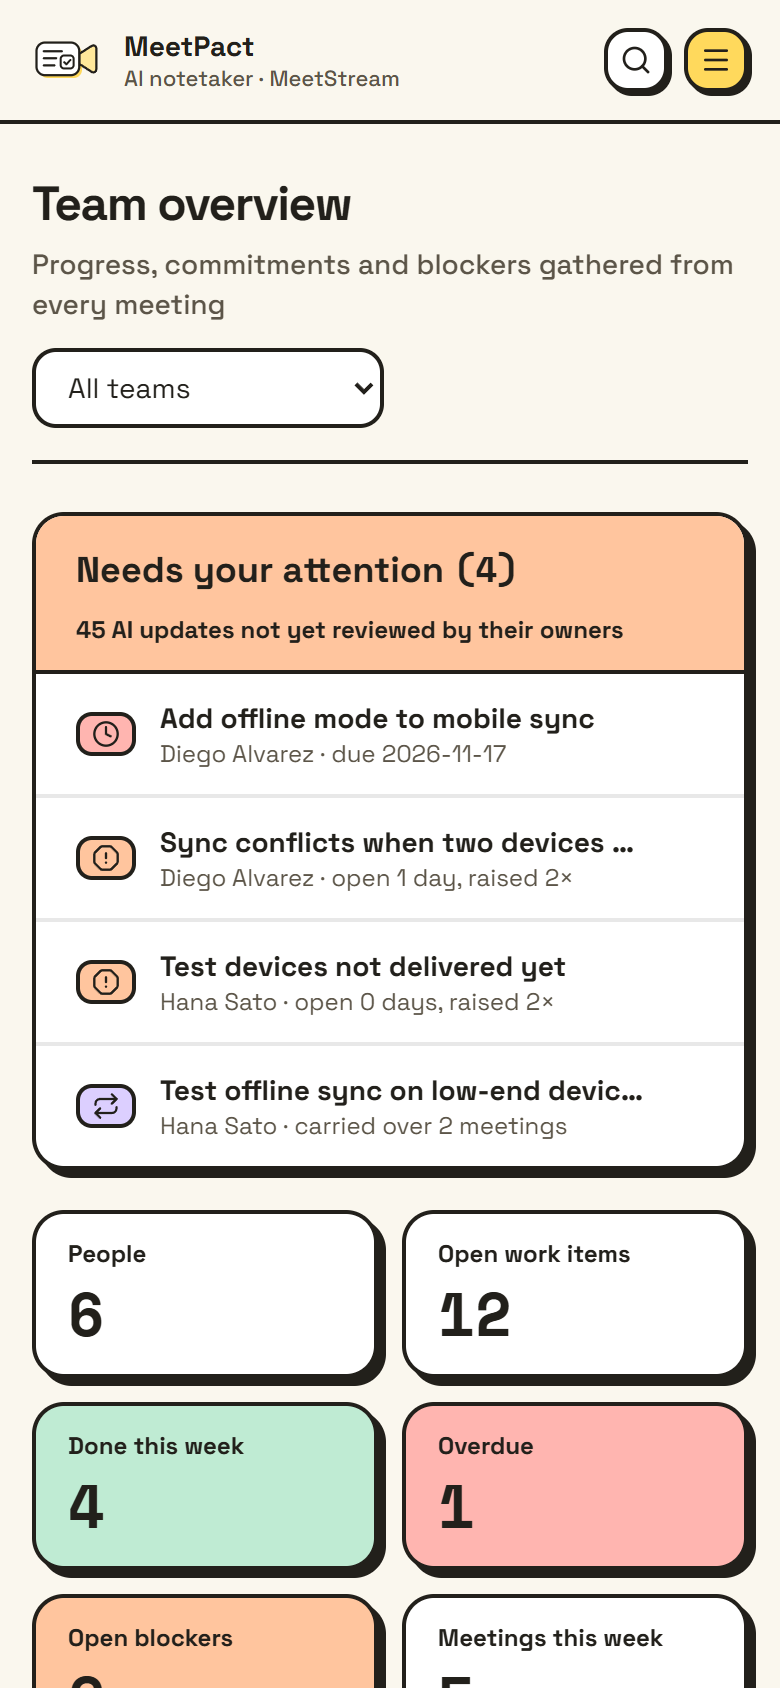 MeetPact
AI notetaker · MeetStream
Team overview
Progress, commitments and blockers gathered from
every meeting
All teams
Needs your attention (4)
45 AI updates not yet reviewed by their owners
Add offline mode to mobile sync
Diego Alvarez · due 2026-11-17
Sync conflicts when two devices ...
Diego Alvarez · open 1 day, raised 2×
Test devices not delivered yet
Hana Sato · open 0 days, raised 2×
Test offline sync on low-end devic...
Hana Sato · carried over 2 meetings
People
6
Open work items
12
Done this week
4
Overdue
1
Open blockers
Meetings this week